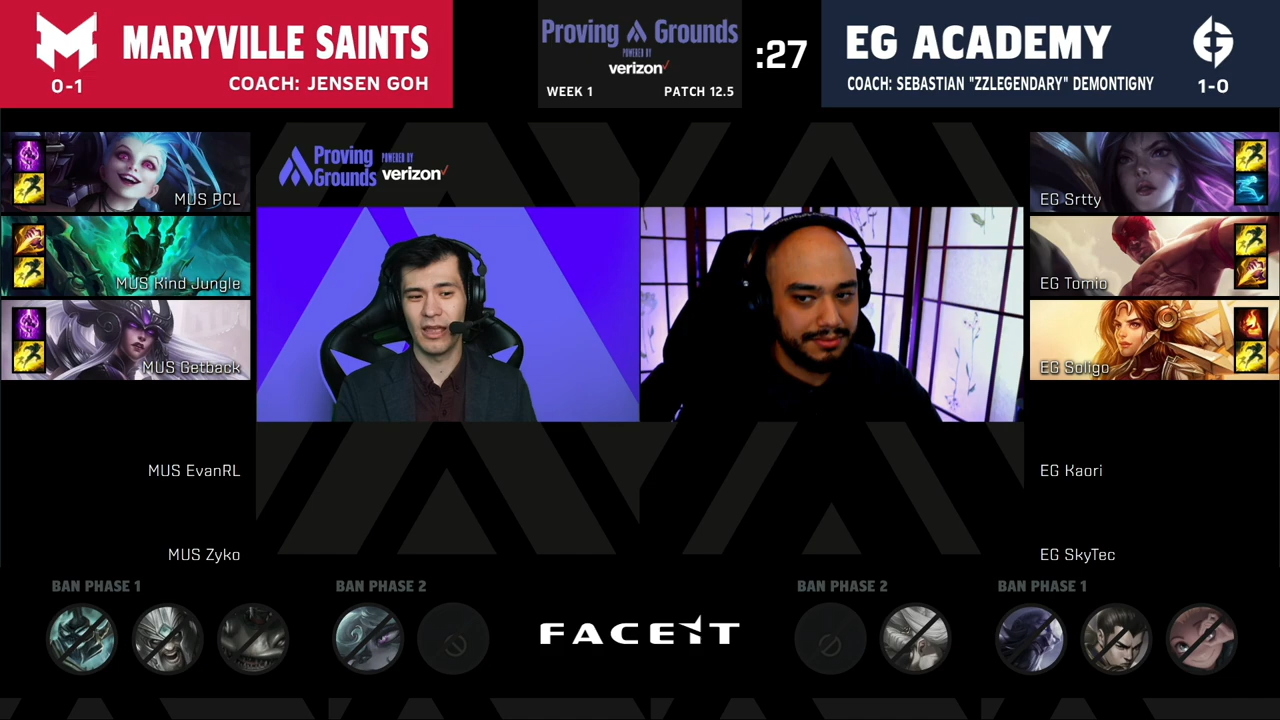 MARYVILLE SAINTS
0-1
COACH: JENSEN GOH
Proving Grounds
POWERED BY
verizon
WEEK 1 PATCH 12.5
:27
EG ACADEMY
COACH: SEBASTIAN "ZZLEGENDARY" DEMONTIGNY
1-0
Proving Grounds
POWERED BY
verizon
MUS PCL
MUS Kind Jungle
MUS Getback
MUS EvanRL
MUS Zyko
EG Srtty
EG Tomio
EG Soligo
EG Kaori
EG SkyTec
BAN PHASE 1
BAN PHASE 2
FACEIT
BAN PHASE 2
BAN PHASE 1